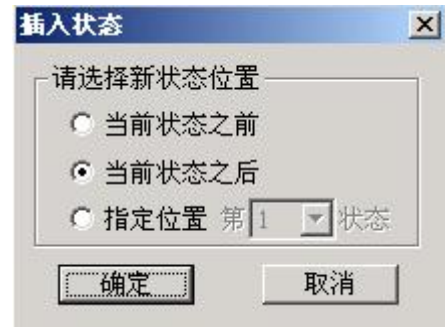 插入状态
请选择新状态位置
当前状态之前
当前状态之后
指定位置 第 1 状态
确定 取消